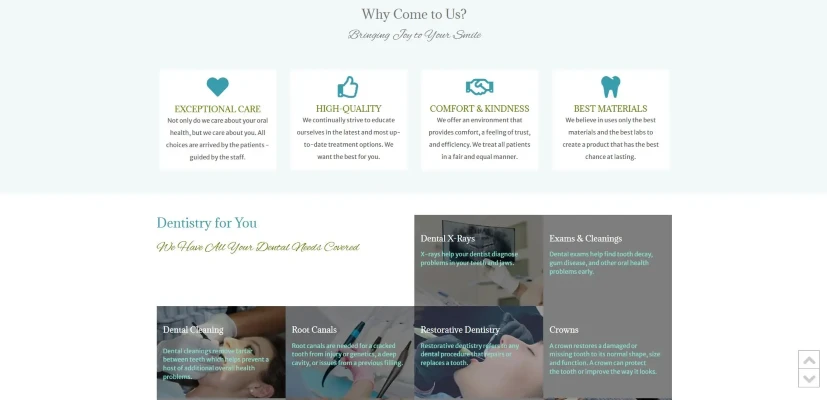 Why Come to Us?
Bringing Joy to Your Smile
EXCEPTIONAL CARE
Not only do we care about your oral
health, but we care about you. All
choices are arrived by the patients -
guided by the staff.
HIGH-QUALITY
We continually strive to educate
ourselves in the latest and most up-
to-date treatment options. We
want the best for you.
COMFORT & KINDNESS
We offer an environment that
provides comfort, a feeling of trust,
and efficiency. We treat all patients
in a fair and equal manner.
BEST MATERIALS
We believe in uses only the best
materials and the best labs to
create a product that has the best
chance at lasting.
Dentistry for You
We Have All Your Dental Needs Covered
Dental X-Rays
X-rays help your dentist diagnose
problems in your teeth and jaws.
Exams & Cleanings
Dental exams help find tooth decay,
gum disease, and other oral health
problems early.
Dental Cleaning
Dental cleanings remove tartar
between teeth which helps prevent a
host of additional overall health
problems.
Root Canals
Root canals are needed for a cracked
tooth from injury or genetics, a deep
cavity, or issues from a previous filling.
Restorative Dentistry
Restorative dentistry refers to any
dental procedure that repairs or
replaces a tooth.
Crowns
A crown restores a damaged or
missing tooth to its normal shape, size
and function. A crown can protect
the tooth or improve the way it looks.